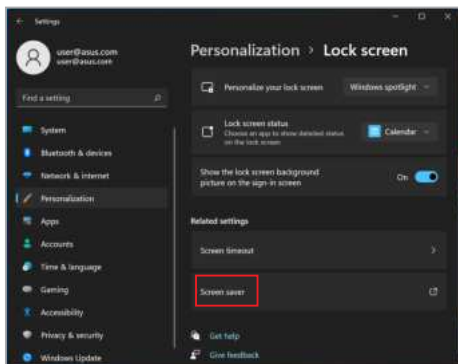 Settings
user@asus.com
user@asus.com
Find a setting
System
Bluetooth & devices
Network & internet
Personalization
Apps
Accounts
Time & language
Gaming
Accessibility
Privacy & security
Windows Update
Personalization > Lock screen
Personalize your lock screen
Windows spotlight
Lock screen status
Choose an app to show detailed status
on the lock screen
Calendar
Show the lock screen background
picture on the sign-in screen
On
Related settings
Screen timeout
Screen saver
Get help
Give feedback